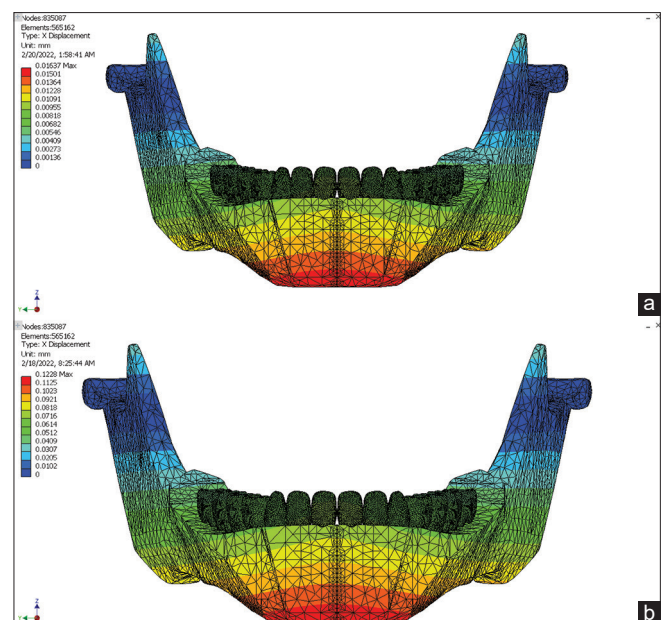 Nodes:835087
Elements:565162
Type: X Displacement
Unit: mm
2/20/2022, 1:58:41 AM
0.01637 Max
0.01501
0.01364
0.01228
0.01091
0.00955
0.00818
0.00682
0.00546
0.00409
0.00273
0.00136
0
Z
Y
a
Nodes:835087
Elements:565162
Type: X Displacement
Unit: mm
2/18/2022, 8:25:44 AM
0.1228 Max
0.1125
0.1023
0.0921
0.0818
0.0716
0.0614
0.0512
0.0409
0.0307
0.0205
0.0102
0
Z
Y
b